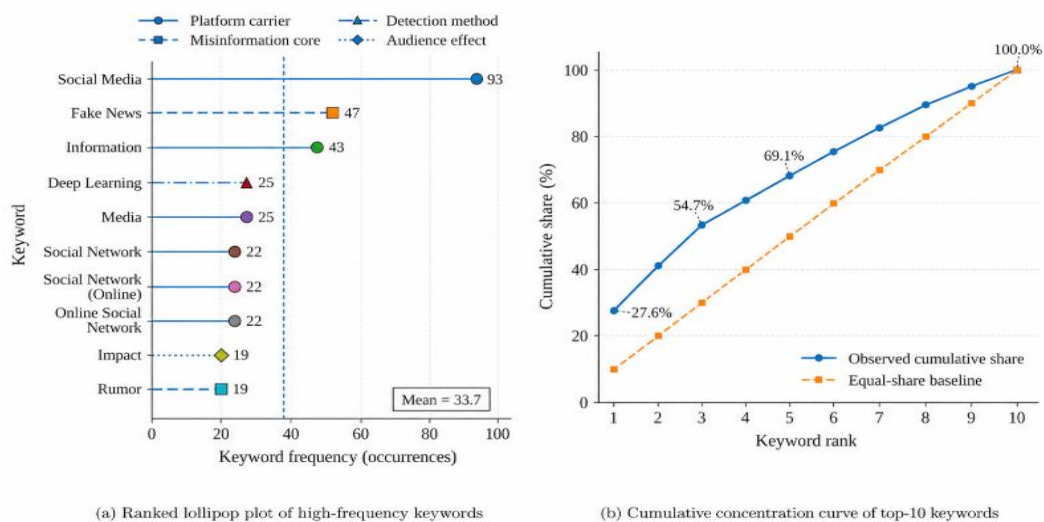 Platform carrier
Detection method
Misinformation core
Audience effect
Keyword
Social Media
93
Fake News
47
Information
43
Deep Learning
25
Media
25
Social Network
22
Social Network
(Online)
22
Online Social
Network
22
Impact
19
Rumor
19
Mean = 33.7
0 20 40 60 80 100
Keyword frequency (occurrences)
(a) Ranked lollipop plot of high-frequency keywords
Cumulative share (%)
100
80
60
40
20
0
27.6%
54.7%
69.1%
100.0%
Observed cumulative share
Equal-share baseline
1 2 3 4 5 6 7 8 9 10
Keyword rank
(b) Cumulative concentration curve of top-10 keywords